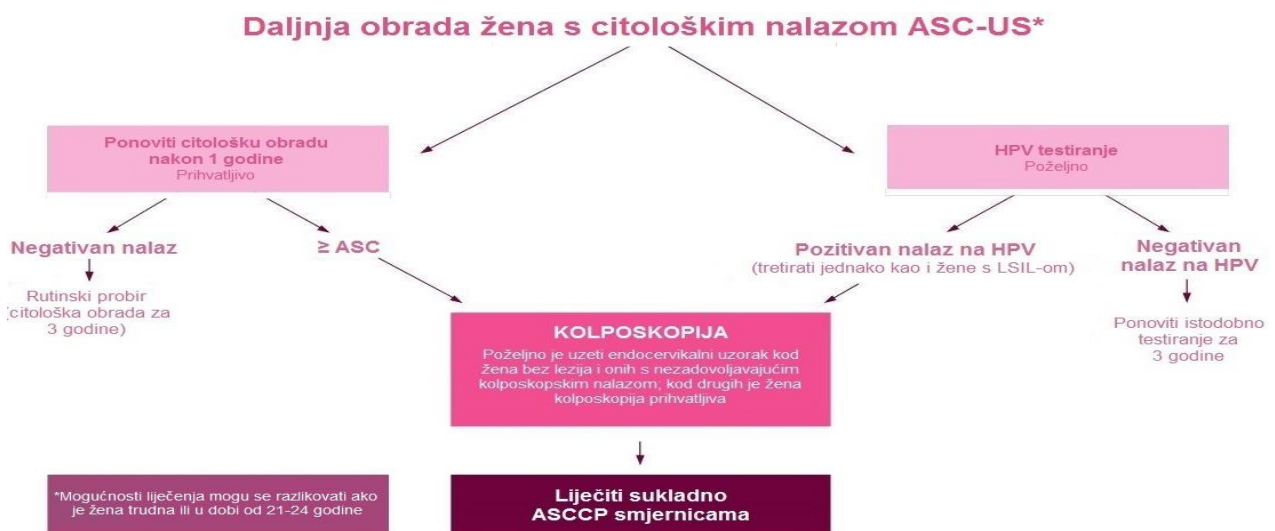 Daljnja obrada žena s citološkim nalazom ASC-US*
Ponoviti citološku obradu
nakon 1 godine
Prihvatljivo
HPV testiranje
Poželjno
Negativan nalaz
≥ ASC
Pozitivan nalaz na HPV
(tretirati jednako kao i žene s LSIL-om)
Negativan
nalaz na HPV
Rutinski probir
(citološka obrada za
3 godine)
Ponoviti istodobno
testiranje za
3 godine
KOLPOSKOPIJA
Poželjno je uzeti endocervikalni uzorak kod
žena bez lezija i onih s nezadovoljavajućim
kolposkopskim nalazom; kod drugih je žena
kolposkopija prihvatljiva
*Mogućnosti liječenja mogu se razlikovati ako
je žena trudna ili u dobi od 21-24 godine
Liječiti sukladno
ASCCP smjernicama